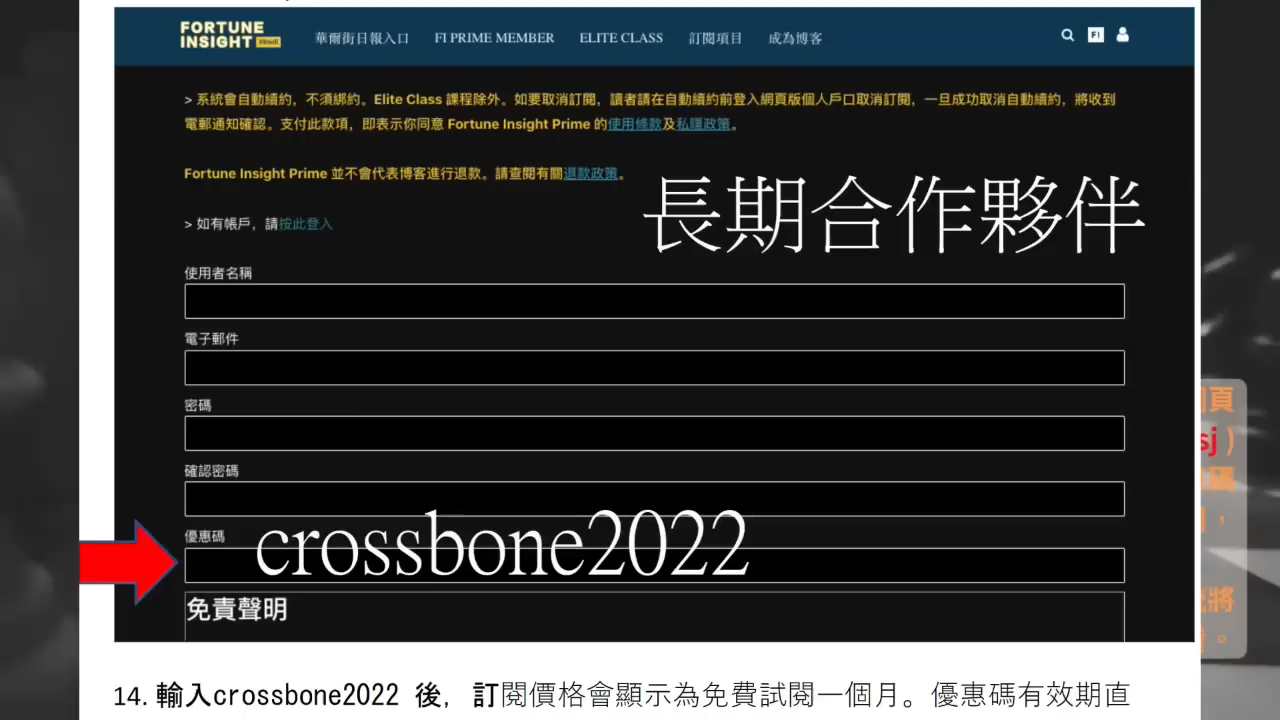 FORTUNE
INSIGHT PRIME
華爾街日報入口 FI PRIME MEMBER ELITE CLASS 訂閱項目 成為博客
FI
> 系統會自動續約，不須綁約。Elite Class 課程除外。如要取消訂閱，讀者請在自動續約前登入網頁版個人戶口取消訂閱，一旦成功取消自動續約，將收到
電郵通知確認。支付此款項，即表示你同意 Fortune Insight Prime 的使用條款及私隱政策。
Fortune Insight Prime 並不會代表博客進行退款。請查閱有關退款政策。
長期合作夥伴
> 如有帳戶，請按此登入
使用者名稱
電子郵件
密碼
確認密碼
優惠碼
crossbone2022
免責聲明
頁
sj )
將
。
14. 輸入crossbone2022 後，訂閱價格會顯示為免費試閱一個月。優惠碼有效期直